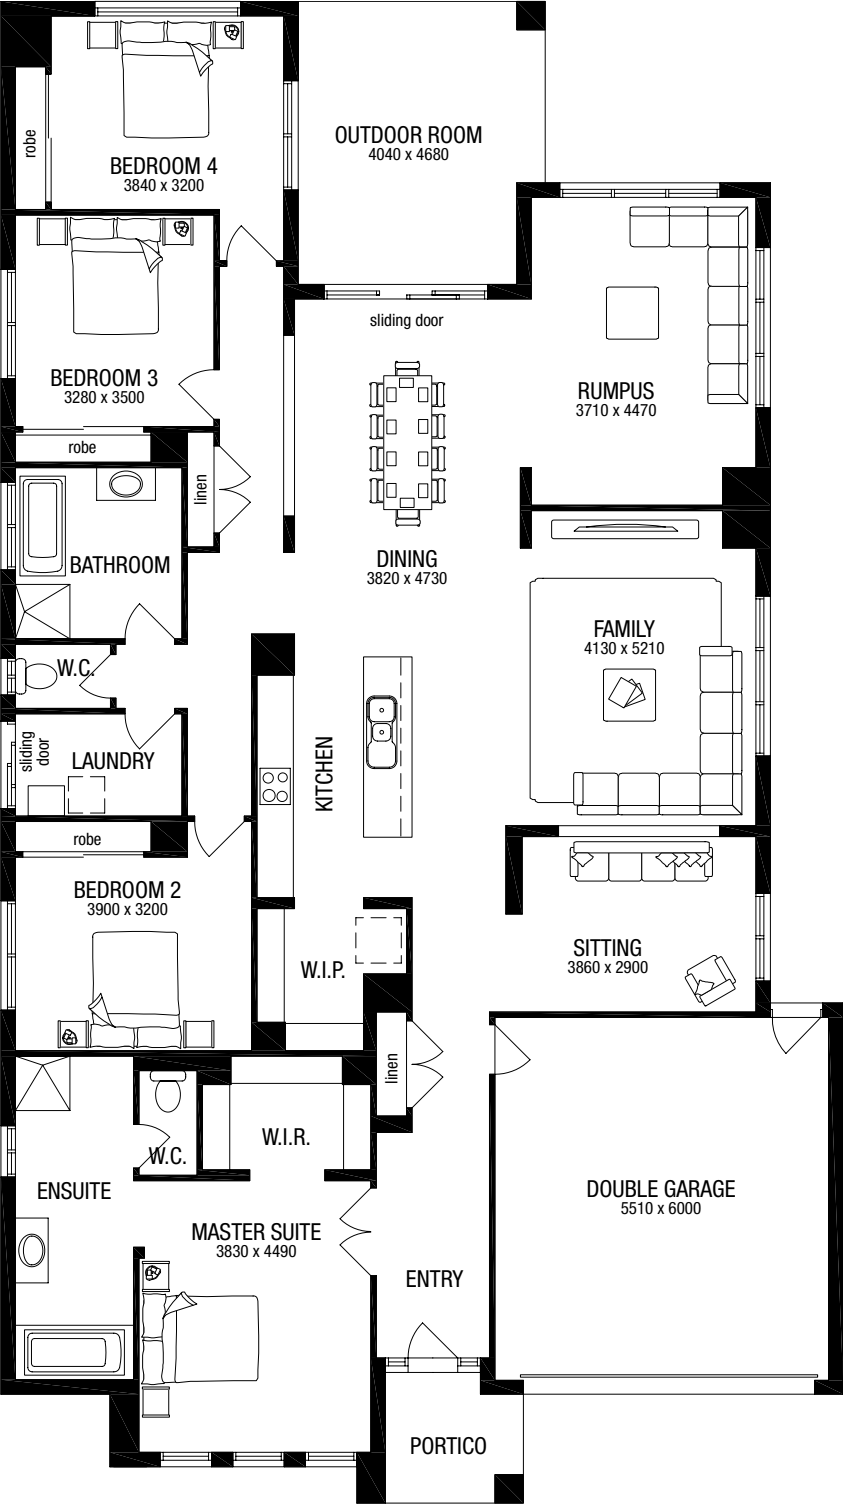 OUTDOOR ROOM
4040 x 4680
robe
BEDROOM 4
3840 x 3200
sliding door
BEDROOM 3
3280 x 3500
RUMPUS
3710 x 4470
robe
linen
BATHROOM
DINING
3820 x 4730
FAMILY
4130 x 5210
W.C.
sliding
door
LAUNDRY
KITCHEN
robe
BEDROOM 2
3900 x 3200
W.I.P.
SITTING
3860 x 2900
linen
W.I.R.
W.C.
ENSUITE
DOUBLE GARAGE
5510 x 6000
MASTER SUITE
3830 x 4490
ENTRY
PORTICO